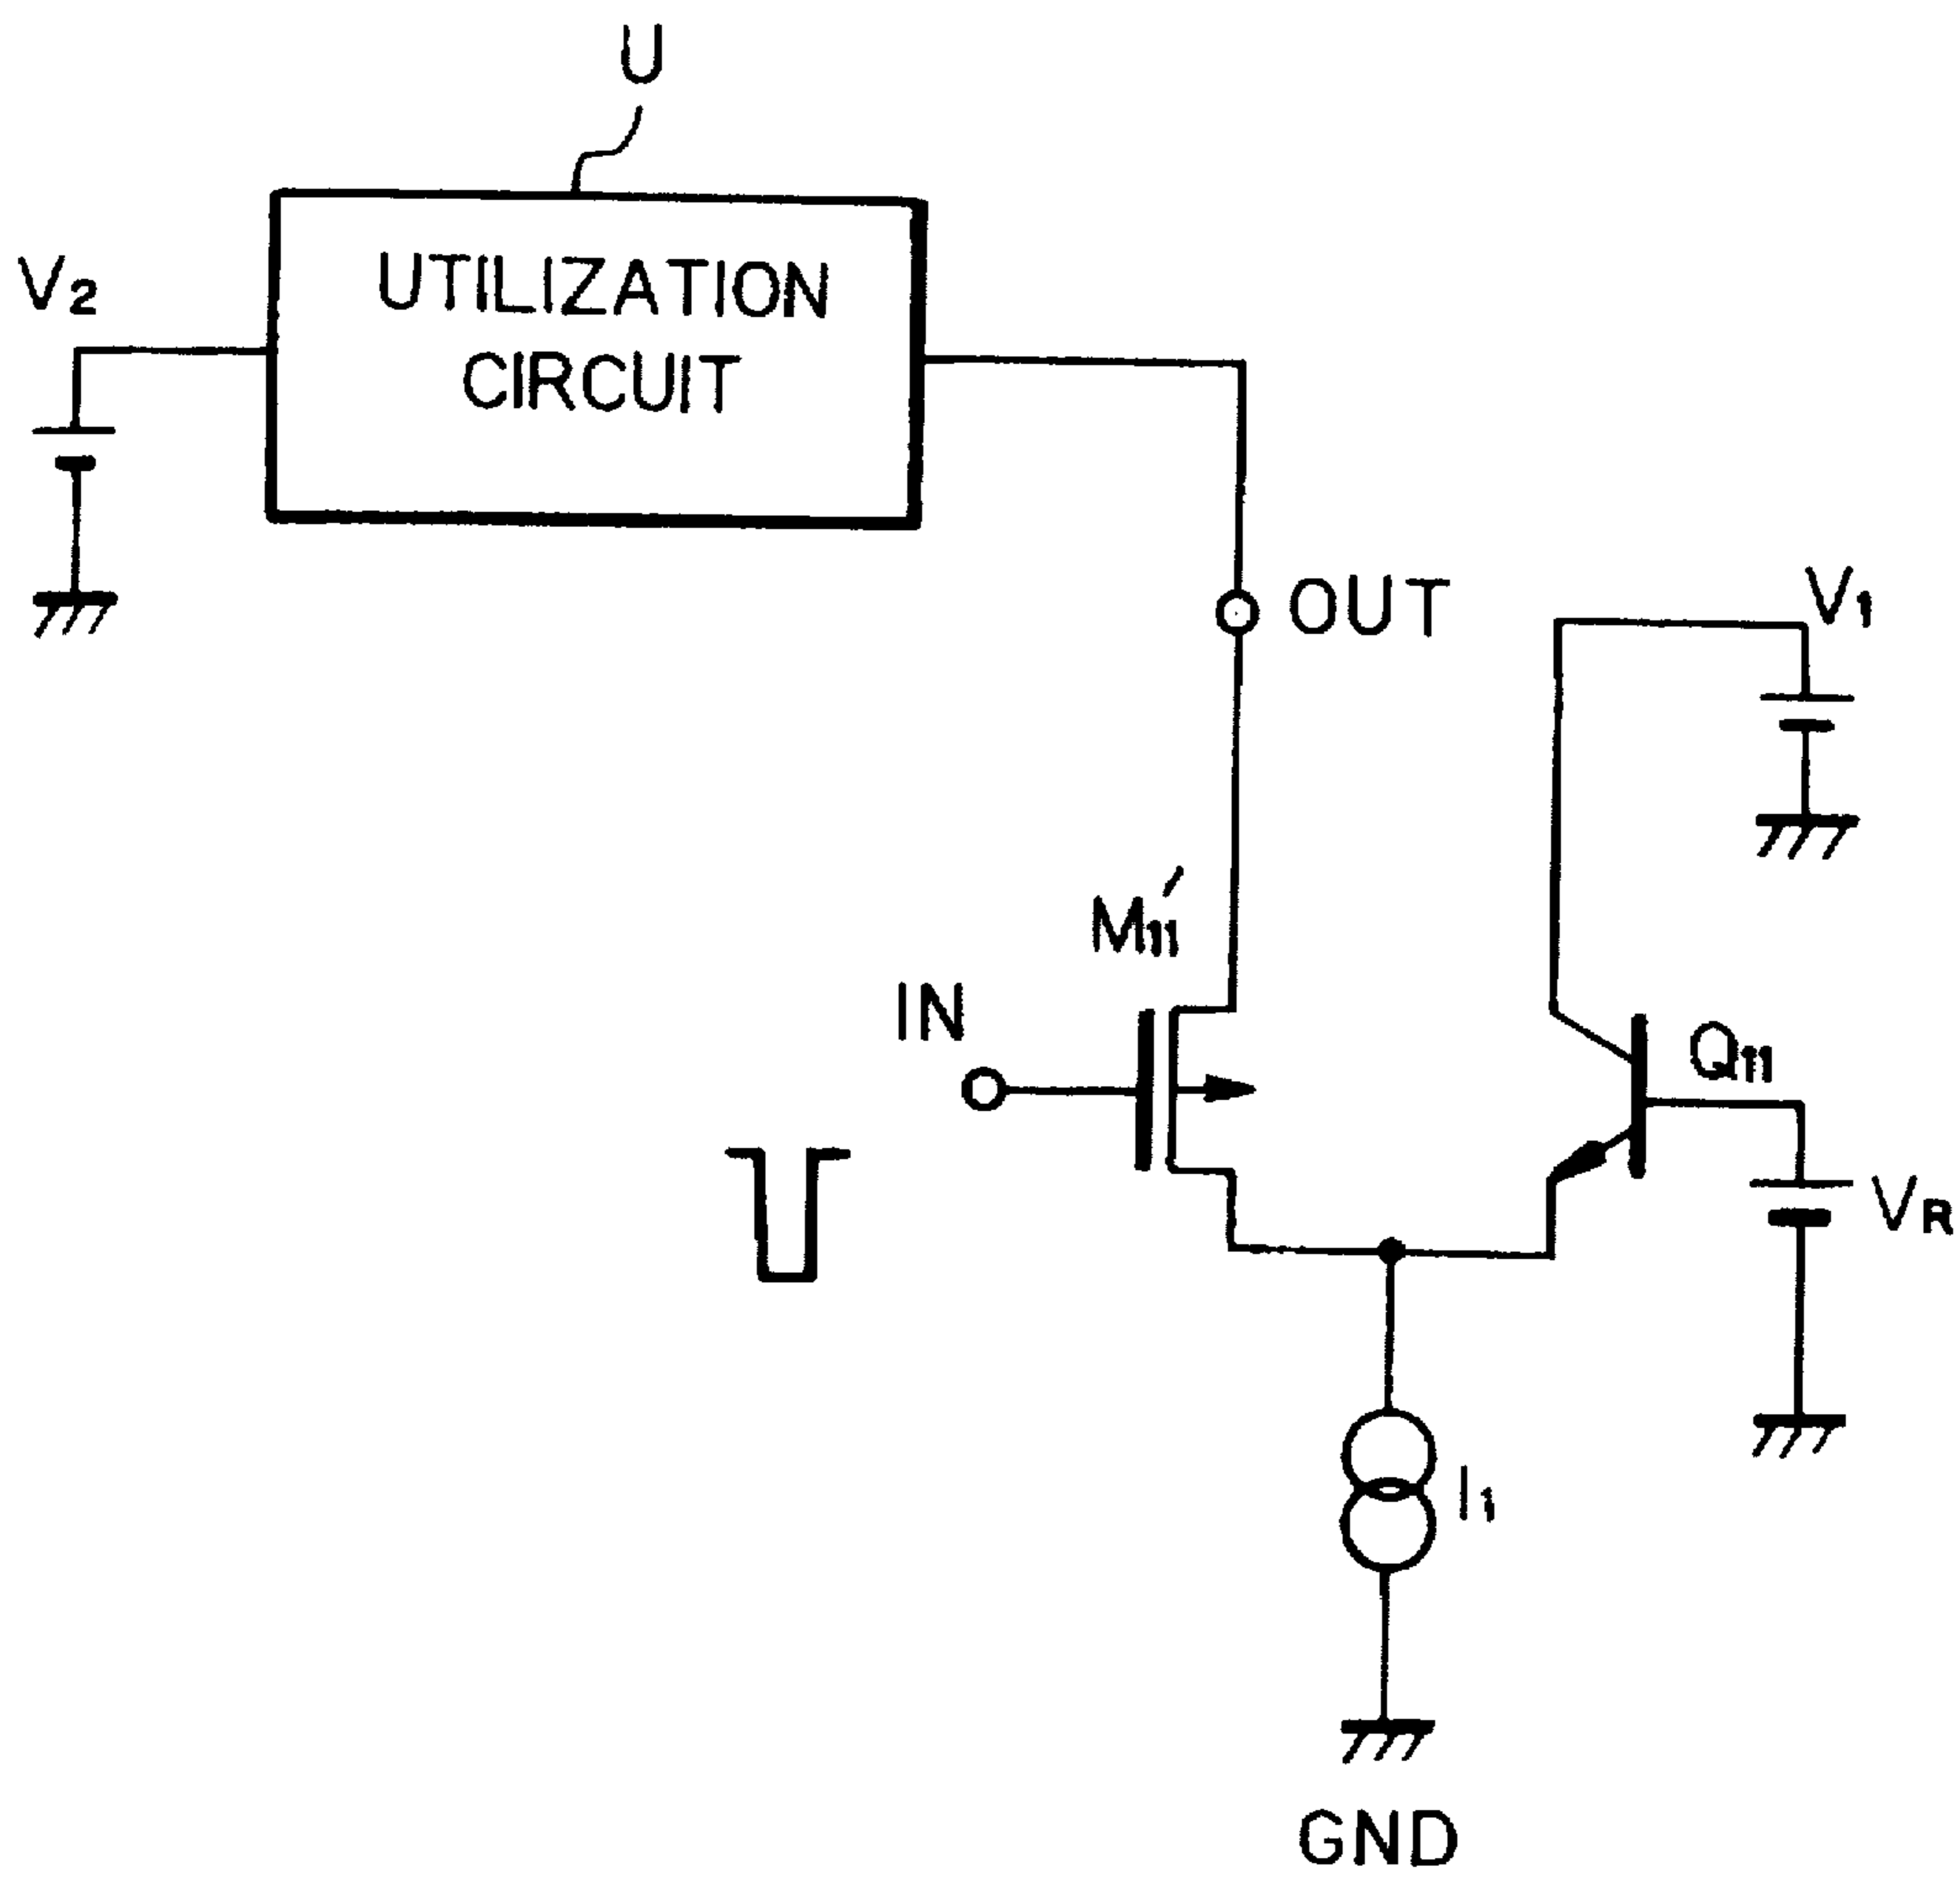 U
V2
UTILIZATION
CIRCUIT
OUT
V1
M11'
IN
Q11
VR
I1
GND